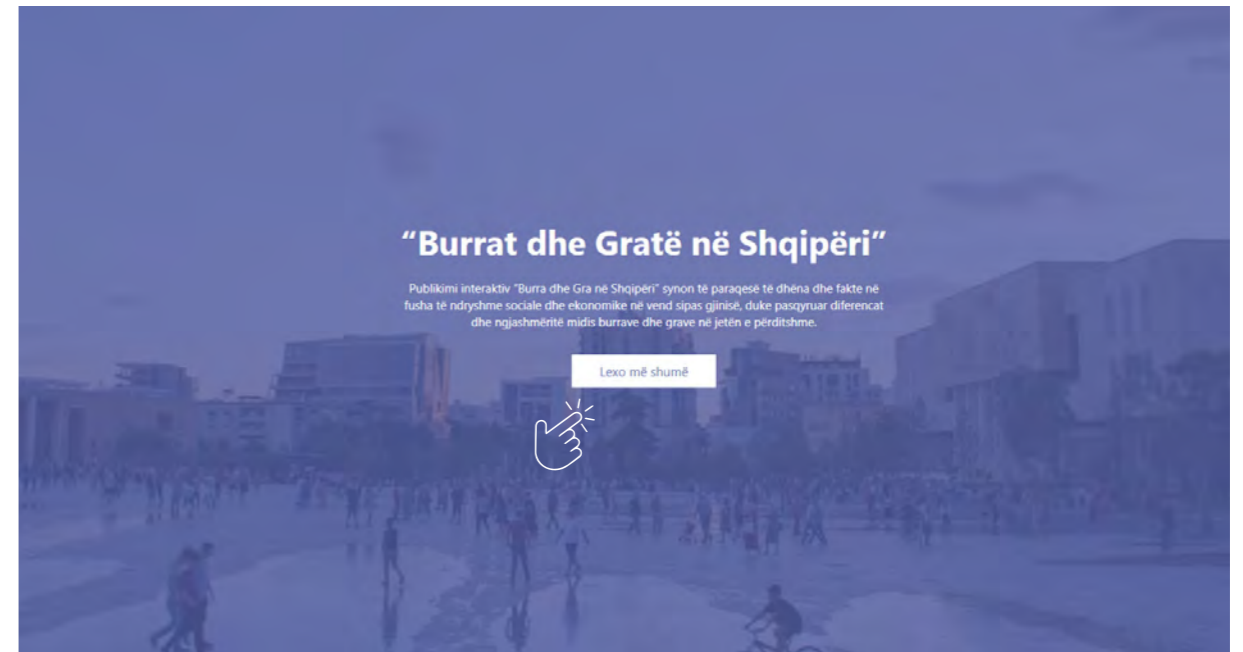 “Burrat dhe Gratë në Shqipëri”
Publikimi interaktiv “Burra dhe Gra në Shqipëri” synon të paraqesë të dhëna dhe fakte në
fusha të ndryshme sociale dhe ekonomike në vend sipas gjinisë, duke pasqyruar diferencat
dhe ngjashmëritë midis burrave dhe grave në jetën e përditshme.
Lexo më shumë